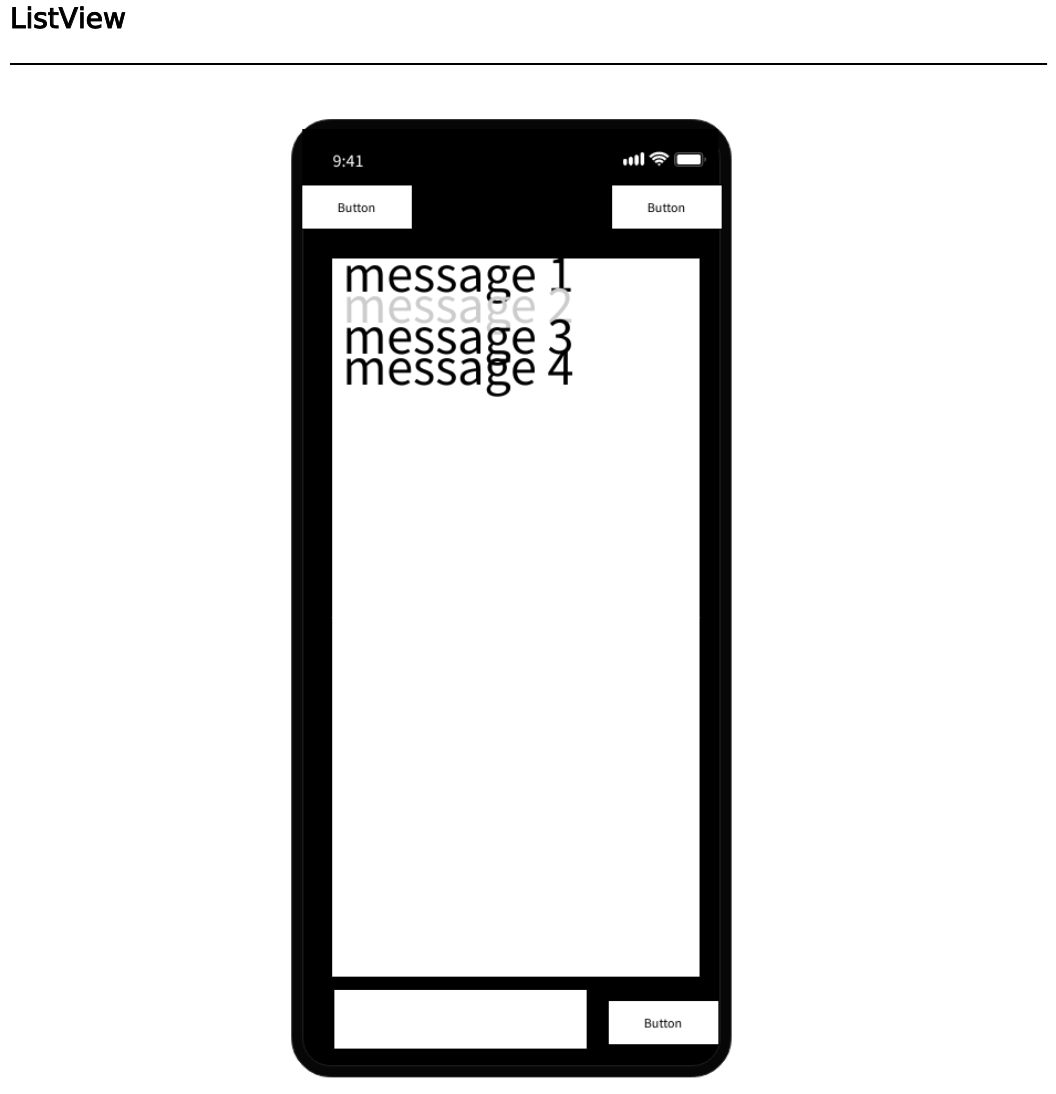 ListView
9:41
Button Button
message 1
message 2
message 3
message 4
Button